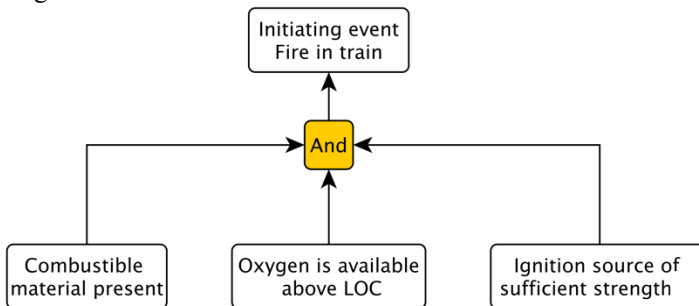 Initiating event
Fire in train
And
Combustible
material present
Oxygen is available
above LOC
Ignition source of
sufficient strength